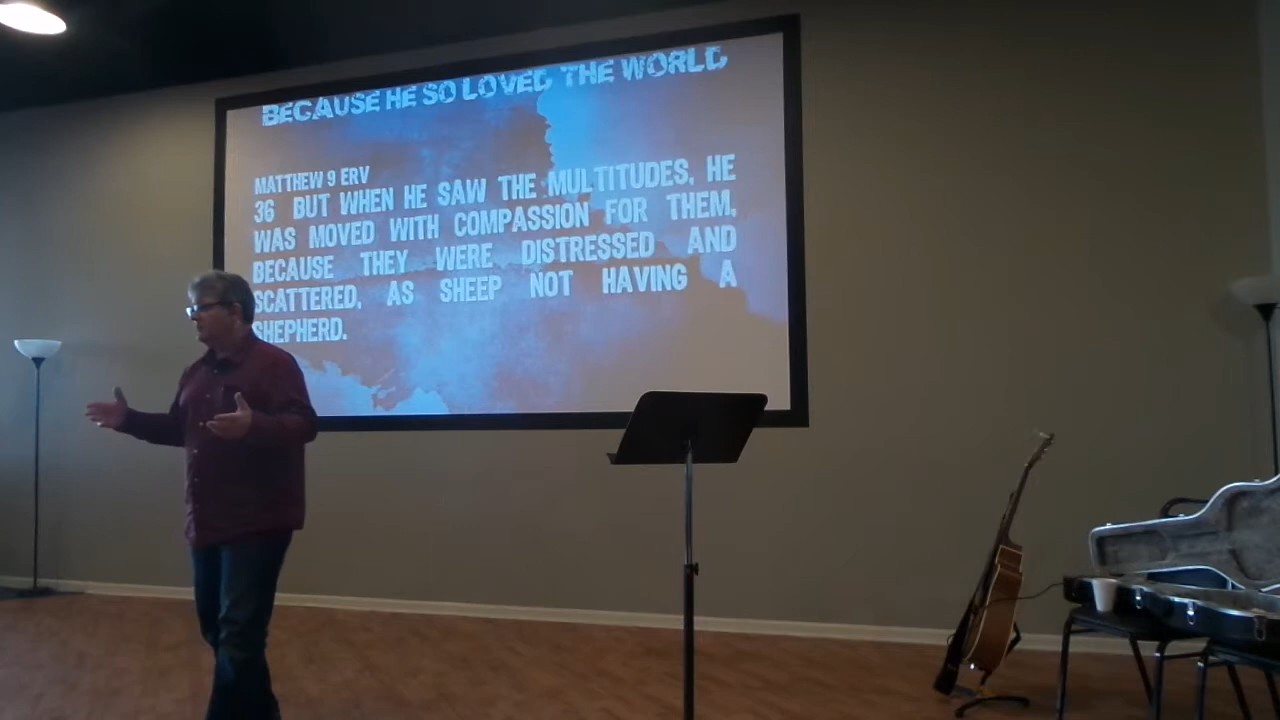 BECAUSE HE SO LOVED THE WORLD
MATTHEW 9 ERV
36 BUT WHEN HE SAW THE MULTITUDES, HE
WAS MOVED WITH COMPASSION FOR THEM,
BECAUSE THEY WERE DISTRESSED AND
SCATTERED, AS SHEEP NOT HAVING A
SHEPHERD.